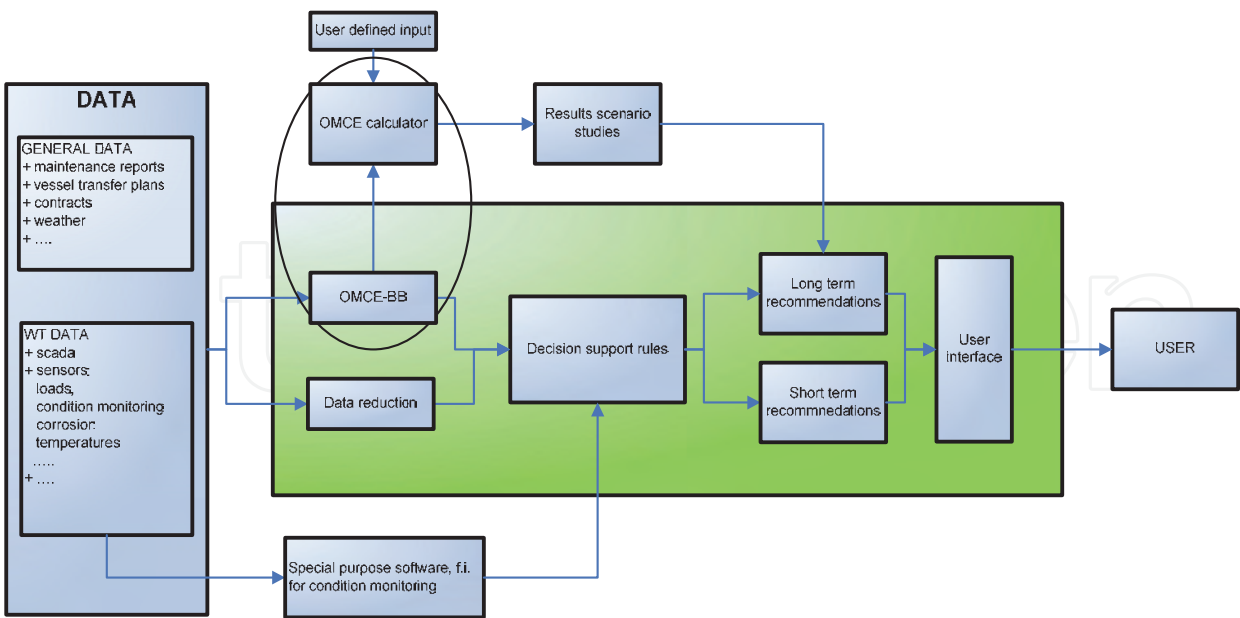 User defined input
DATA
OMCE calculator
Results scenario
studies
GENERAL DATA
+ maintenance reports
+ vessel transfer plans
+ contracts
+ weather
+ ....
OMCE-BB
Long term
recommendations
WT DATA
+ scada
+ sensors:
loads,
condition monitoring
corrosion:
temperatures
.....
+ ....
Decision support rules
User
interface
USER
Data reduction
Short term
recommnedations
Special purpose software, f.i.
for condition monitoring